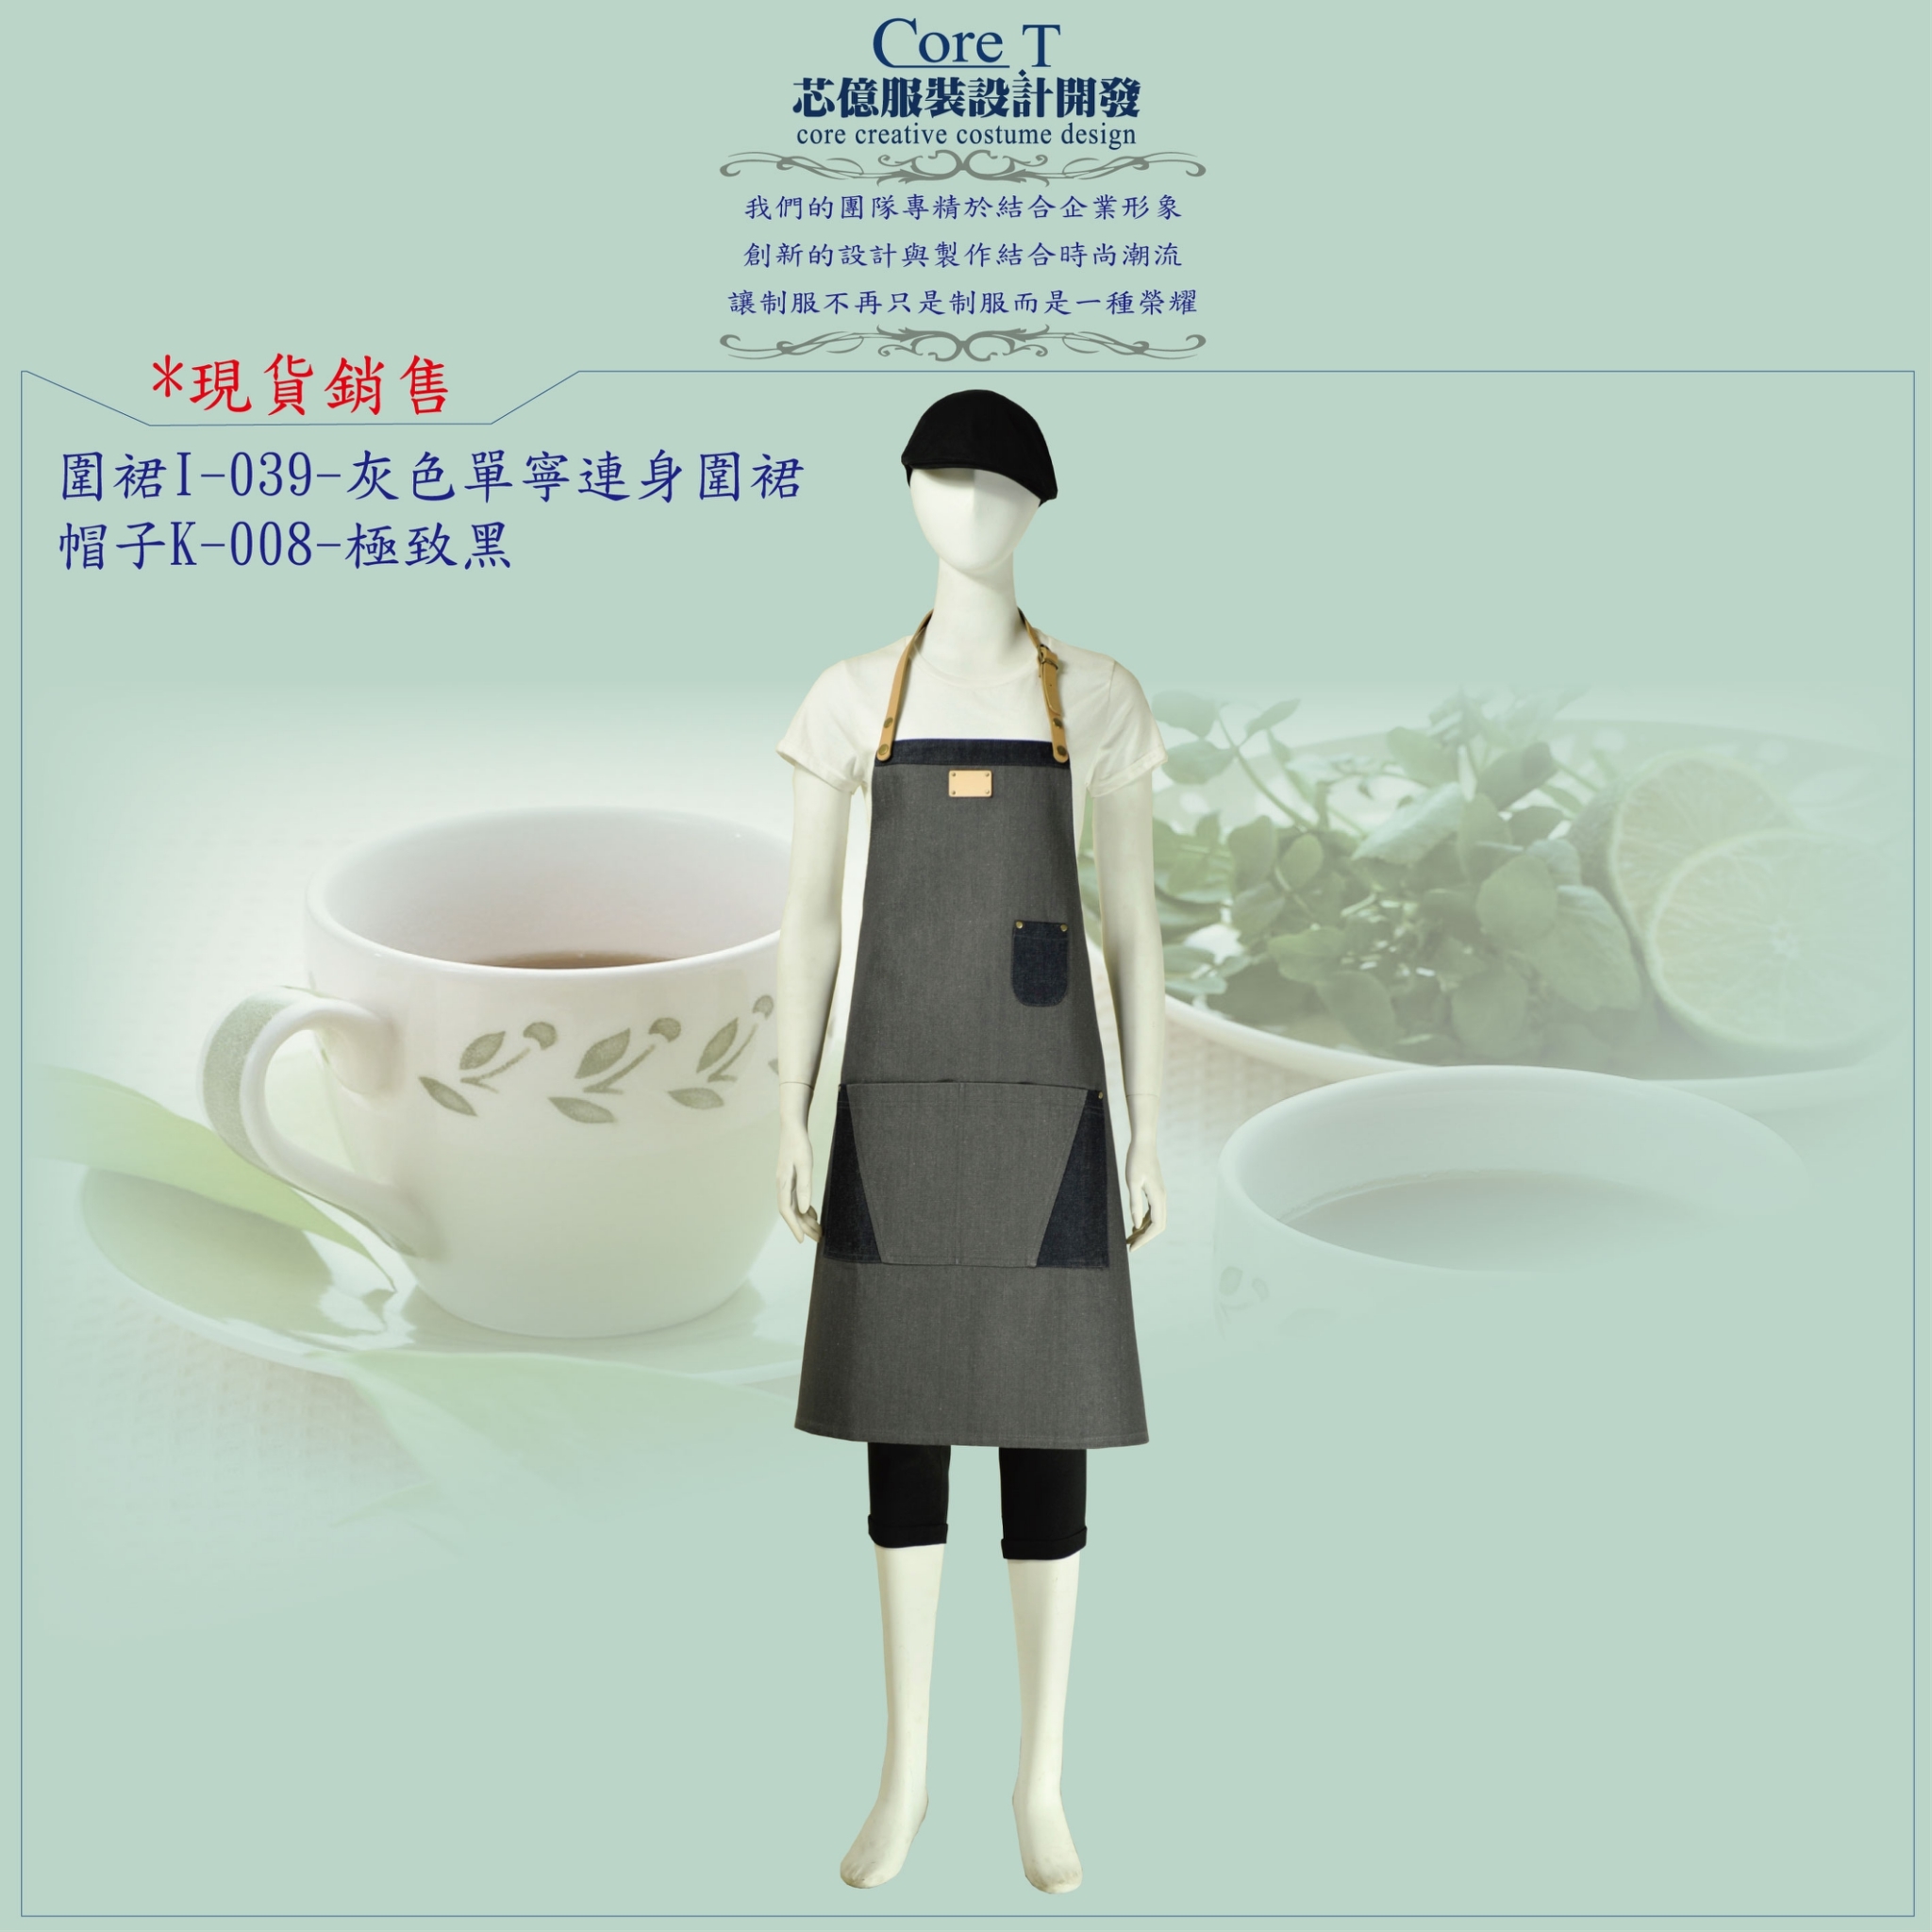 Core T
芯億服裝設計開發
core creative costume design
我們的團隊專精於結合企業形象
創新的設計與製作結合時尚潮流
讓制服不再只是制服而是一種榮耀
*現貨銷售
圍裙I-039-灰色單寧連身圍裙
帽子K-008-極致黑